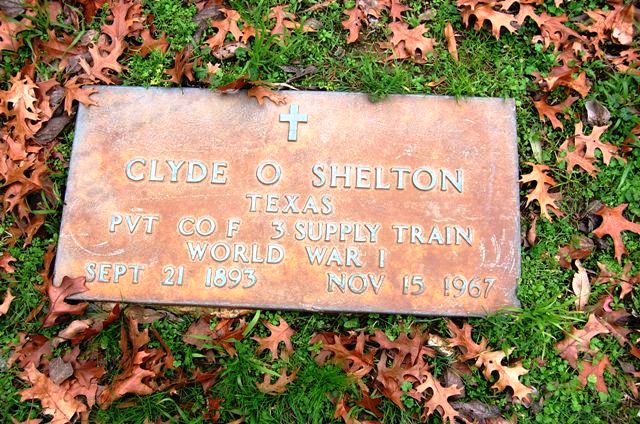 CLYDE O SHELTON
TEXAS
PVT CO F 3 SUPPLY TRAIN
WORLD WAR I
SEPT 21 1893 NOV 15 1967